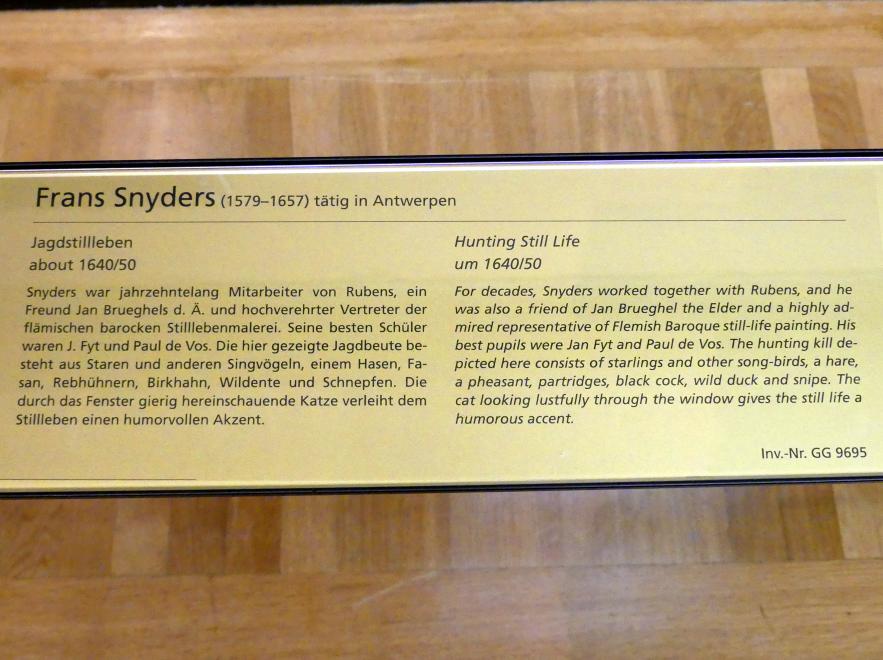 Frans Snyders (1579–1657) tätig in Antwerpen
Jagdstillleben
about 1640/50
Snyders war jahrzehntelang Mitarbeiter von Rubens, ein
Freund Jan Brueghels d. Ä. und hochverehrter Vertreter der
flämischen barocken Stilllebenmalerei. Seine besten Schüler
waren J. Fyt und Paul de Vos. Die hier gezeigte Jagdbeute be-
steht aus Staren und anderen Singvögeln, einem Hasen, Fa-
san, Rebhühnern, Birkhahn, Wildente und Schnepfen. Die
durch das Fenster gierig hereinschauende Katze verleiht dem
Stillleben einen humorvollen Akzent.
Hunting Still Life
um 1640/50
For decades, Snyders worked together with Rubens, and he
was also a friend of Jan Brueghel the Elder and a highly ad-
mired representative of Flemish Baroque still-life painting. His
best pupils were Jan Fyt and Paul de Vos. The hunting kill de-
picted here consists of starlings and other song-birds, a hare,
a pheasant, partridges, black cock, wild duck and snipe. The
cat looking lustfully through the window gives the still life a
humorous accent.
Inv.-Nr. GG 9695